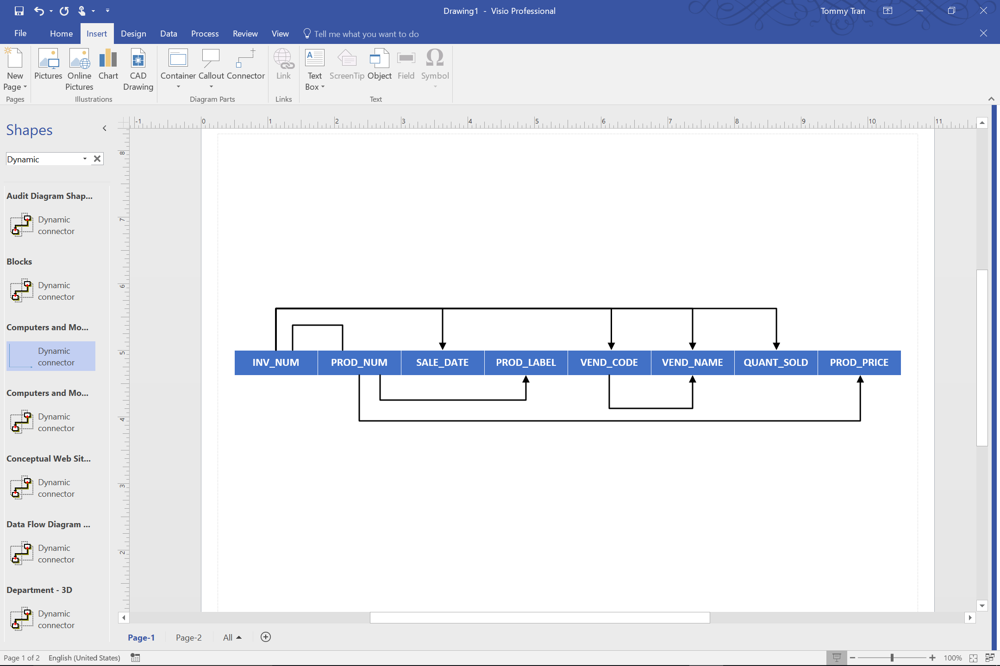 Drawing1 - Visio Professional
Tommy Tran
File Home Insert Design Data Process Review View Tell me what you want to do
New Page
Pictures
Online Pictures
Chart
CAD Drawing
Container
Callout
Connector
Link
Text Box
ScreenTip
Object
Field
Symbol
Pages
Illustrations
Diagram Parts
Links
Text
Shapes
Dynamic
Audit Diagram Shap...
Dynamic
connector
Blocks
Dynamic
connector
Computers and Mo...
Dynamic
connector
Computers and Mo...
Dynamic
connector
Conceptual Web Sit...
Dynamic
connector
Data Flow Diagram ...
Dynamic
connector
Department - 3D
Dynamic
connector
-1 0 1 2 3 4 5 6 7 8 9 10 11
8
7
6
5
4
3
2
INV_NUM PROD_NUM SALE_DATE PROD_LABEL VEND_CODE VEND_NAME QUANT_SOLD PROD_PRICE
Page-1 Page-2 All
Page 1 of 2 English (United States)
100%